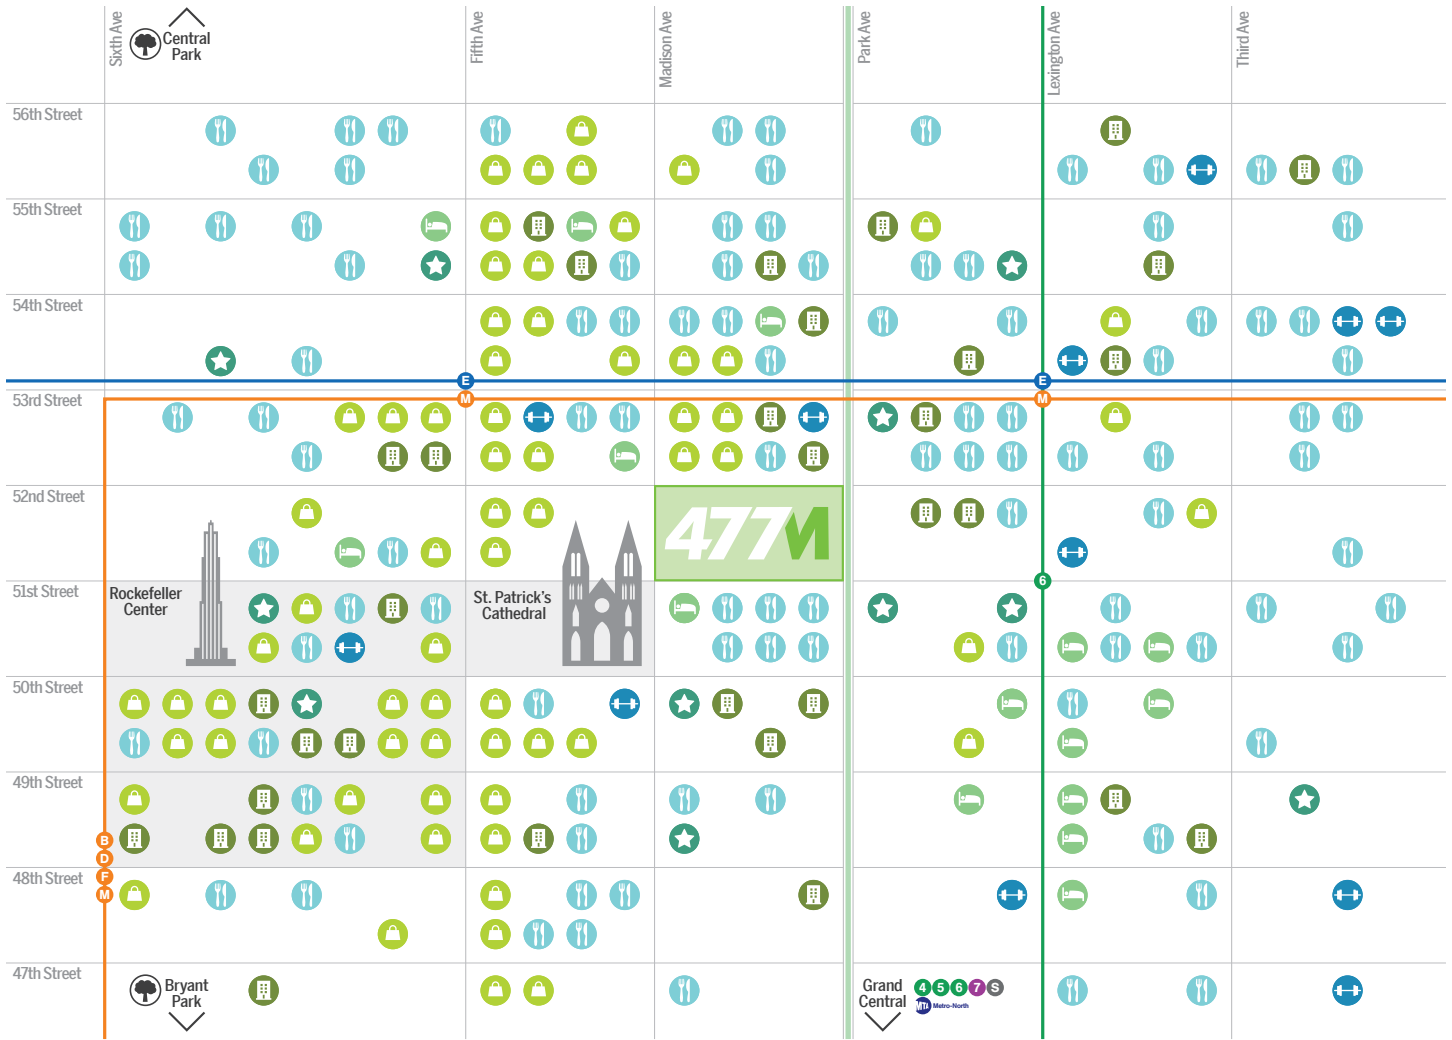 Sixth Ave
Central
Park
Fifth Ave
Madison Ave
Park Ave
Lexington Ave
Third Ave
56th Street
55th Street
54th Street
E
E
53rd Street
M
M
52nd Street
477M
51st Street
6
Rockefeller
Center
St. Patrick's
Cathedral
50th Street
49th Street
B
D
48th Street
F
M
47th Street
Bryant
Park
Grand
Central
4 5 6 7 S
MTA Metro-North